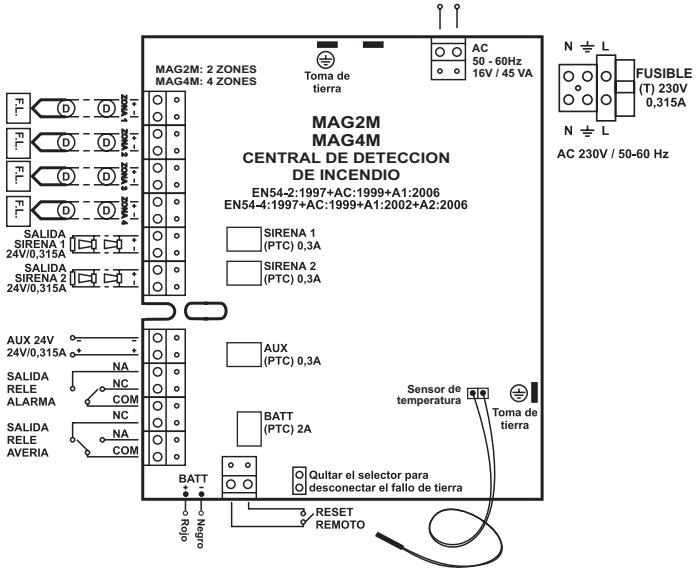 AC
50 - 60Hz
16V / 45 VA
N L
FUSIBLE
(T) 230V
0,315A
N L
AC 230V / 50-60 Hz
Toma de
tierra
MAG2M: 2 ZONES
MAG4M: 4 ZONES
MAG2M
MAG4M
CENTRAL DE DETECCION
DE INCENDIO
EN54-2:1997+AC:1999+A1:2006
EN54-4:1997+AC:1999+A1:2002+A2:2006
F.L. D D ZONA 1 + -
F.L. D D ZONA 2 + -
F.L. D D ZONA 3 + -
F.L. D D ZONA 4 + -
SALIDA
SIRENA 1
24V/0,315A
+ -
SALIDA
SIRENA 2
24V/0,315A
+ -
SIRENA 1
(PTC) 0,3A
SIRENA 2
(PTC) 0,3A
AUX 24V - -
24V/0,315A + +
AUX
(PTC) 0,3A
SALIDA
RELE
ALARMA
NA
NC
COM
SALIDA
RELE
AVERIA
NC
NA
COM
BATT
(PTC) 2A
Sensor de
temperatura
Toma de
tierra
BATT
+ -
Rojo
Negro
QuItar el selector para
desconectar el fallo de tierra
RESET
REMOTO